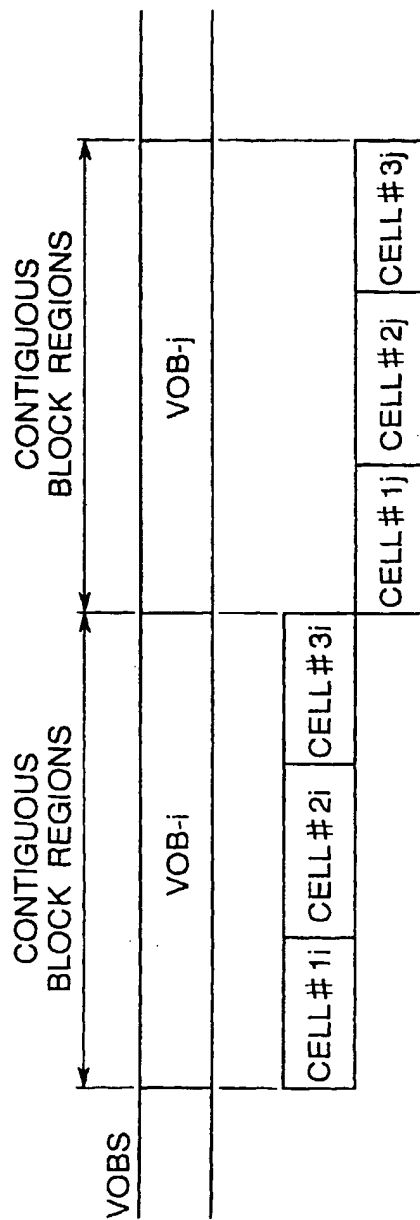 CONTIGUOUS
BLOCK REGIONS
CONTIGUOUS
BLOCK REGIONS
VOBS
VOB-i
VOB-j
CELL#1i
CELL#2i
CELL#3i
CELL#1j
CELL#2j
CELL#3j